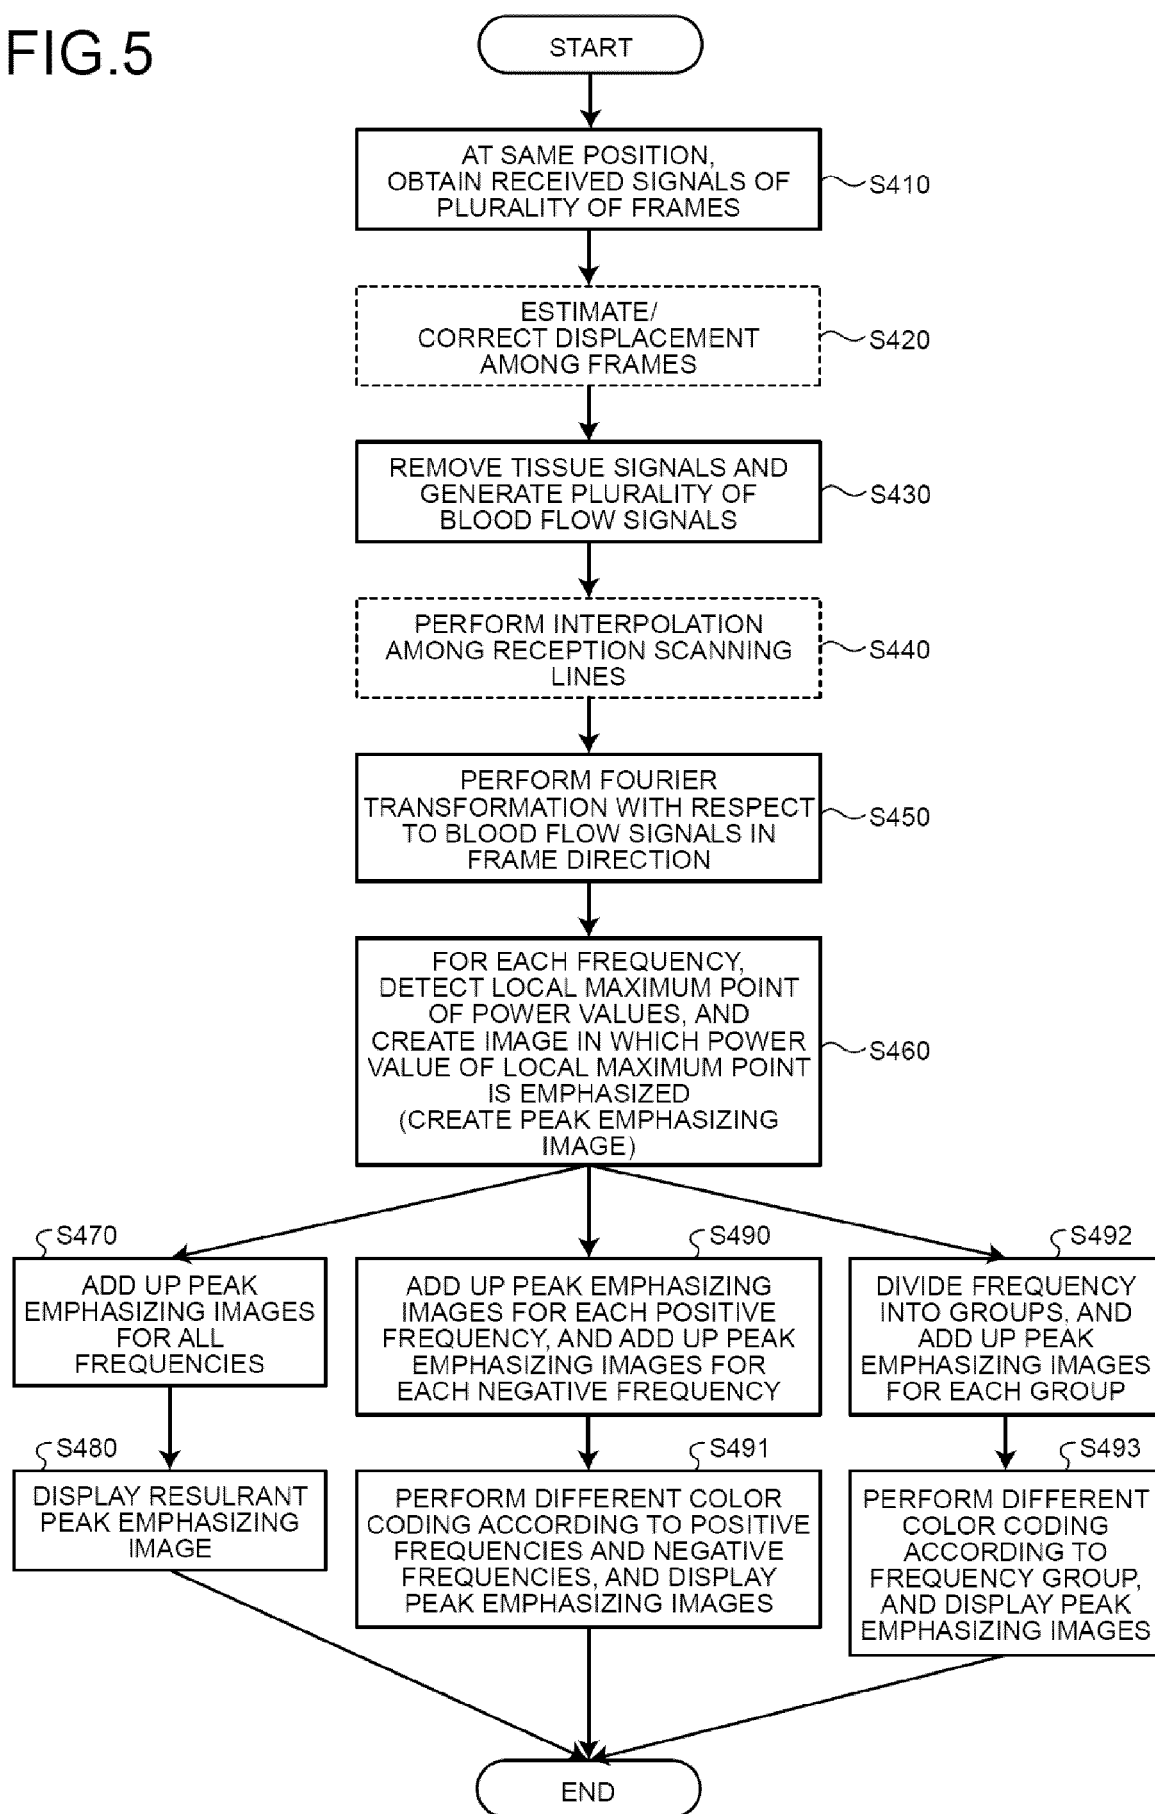 FIG.5
START
AT SAME POSITION,
OBTAIN RECEIVED SIGNALS OF
PLURALITY OF FRAMES
S410
ESTIMATE/
CORRECT DISPLACEMENT
AMONG FRAMES
S420
REMOVE TISSUE SIGNALS AND
GENERATE PLURALITY OF
BLOOD FLOW SIGNALS
S430
PERFORM INTERPOLATION
AMONG RECEPTION SCANNING
LINES
S440
PERFORM FOURIER
TRANSFORMATION WITH RESPECT
TO BLOOD FLOW SIGNALS IN
FRAME DIRECTION
S450
FOR EACH FREQUENCY,
DETECT LOCAL MAXIMUM POINT
OF POWER VALUES, AND
CREATE IMAGE IN WHICH POWER
VALUE OF LOCAL MAXIMUM POINT
IS EMPHASIZED
(CREATE PEAK EMPHASIZING
IMAGE)
S460
S470
ADD UP PEAK
EMPHASIZING IMAGES
FOR ALL
FREQUENCIES
S480
DISPLAY RESULRANT
PEAK EMPHASIZING
IMAGE
S490
ADD UP PEAK EMPHASIZING
IMAGES FOR EACH POSITIVE
FREQUENCY, AND ADD UP PEAK
EMPHASIZING IMAGES FOR
EACH NEGATIVE FREQUENCY
S491
PERFORM DIFFERENT COLOR
CODING ACCORDING TO POSITIVE
FREQUENCIES AND NEGATIVE
FREQUENCIES, AND DISPLAY
PEAK EMPHASIZING IMAGES
S492
DIVIDE FREQUENCY
INTO GROUPS, AND
ADD UP PEAK
EMPHASIZING IMAGES
FOR EACH GROUP
S493
PERFORM DIFFERENT
COLOR CODING
ACCORDING TO
FREQUENCY GROUP,
AND DISPLAY PEAK
EMPHASIZING IMAGES
END